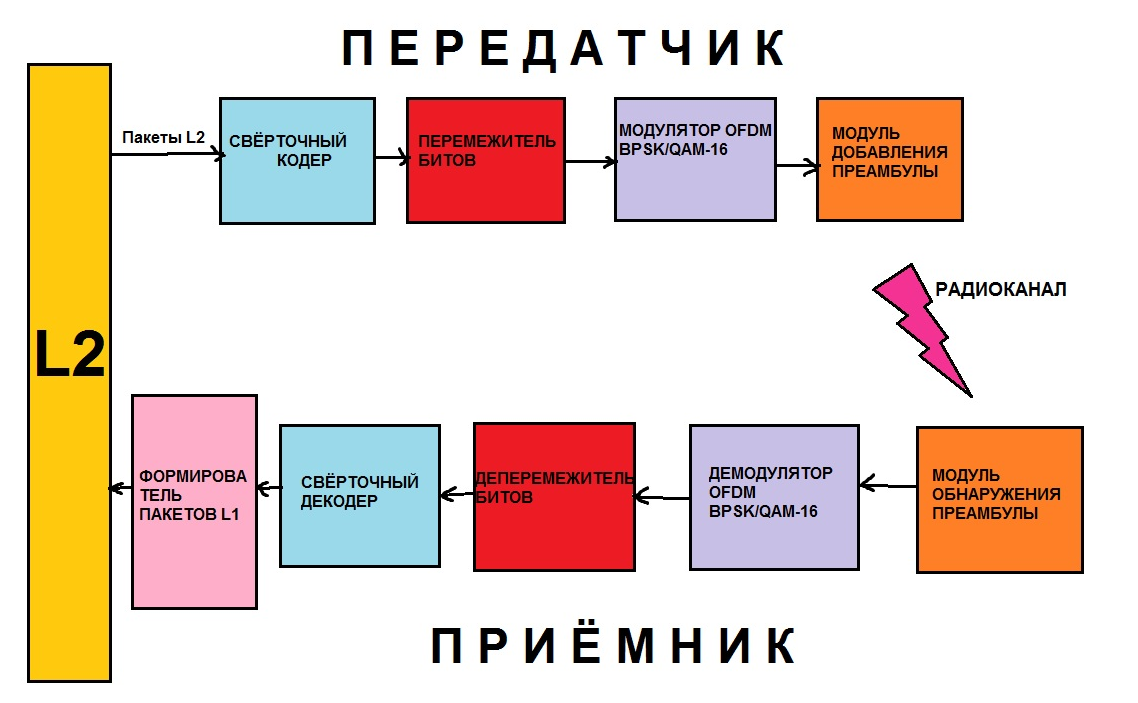 ПЕРЕДАТЧИК
Пакеты L2
СВЁРТОЧНЫЙ
КОДЕР
ПЕРЕМЕЖИТЕЛЬ
БИТОВ
МОДУЛЯТОР OFDM
BPSK/QAM-16
МОДУЛЬ
ДОБАВЛЕНИЯ
ПРЕАМБУЛЫ
РАДИОКАНАЛ
L2
ФОРМИРОВА
ТЕЛЬ
ПАКЕТОВ L1
СВЁРТОЧНЫЙ
ДЕКОДЕР
ДЕПЕРЕМЕЖИТЕЛЬ
БИТОВ
ДЕМОДУЛЯТОР
OFDM
BPSK/QAM-16
МОДУЛЬ
ОБНАРУЖЕНИЯ
ПРЕАМБУЛЫ
ПРИЁМНИК